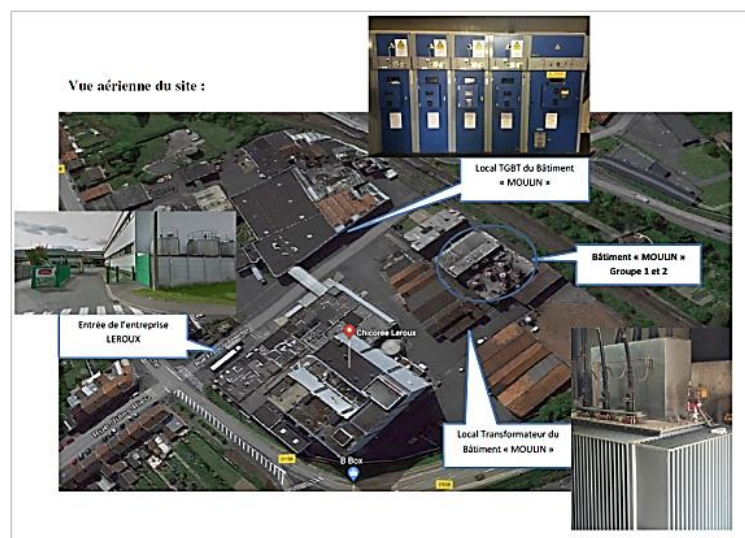 Vue aérienne du site :
Local TGBT du Bâtiment
« MOULIN »
Bâtiment « MOULIN »
Groupe 1 et 2
Entrée de l'entreprise
LEROUX
Chicorée Leroux
Local Transformateur du
Bâtiment « MOULIN »
B Box